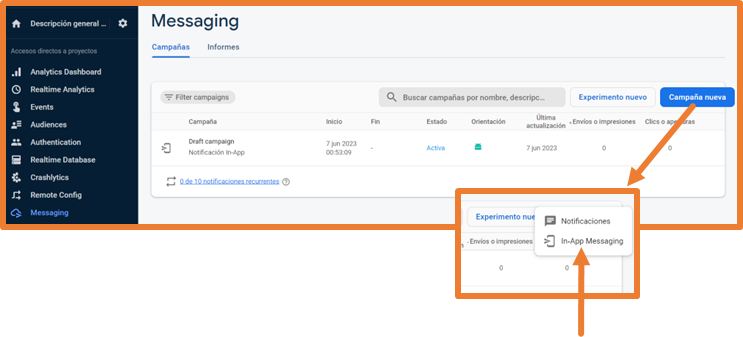 Descripción general ...
Accesos directos a proyectos
Analytics Dashboard
Realtime Analytics
Events
Audiences
Authentication
Realtime Database
Crashlytics
Remote Config
Messaging
Messaging
Campañas Informes
Filter campaigns
Buscar campañas por nombre, descripc...
Experimento nuevo
Campaña nueva
Campaña Inicio Fin Estado Orientación Última actualización Envíos o impresiones Clics o aperturas
Draft campaign
Notificación In-App
7 jun 2023
00:53:09
-
Activa
7 jun 2023
0
0
0 de 10 notificaciones recurrentes
Experimento nue
Notificaciones
In-App Messaging
Envíos o impresiones
0
0